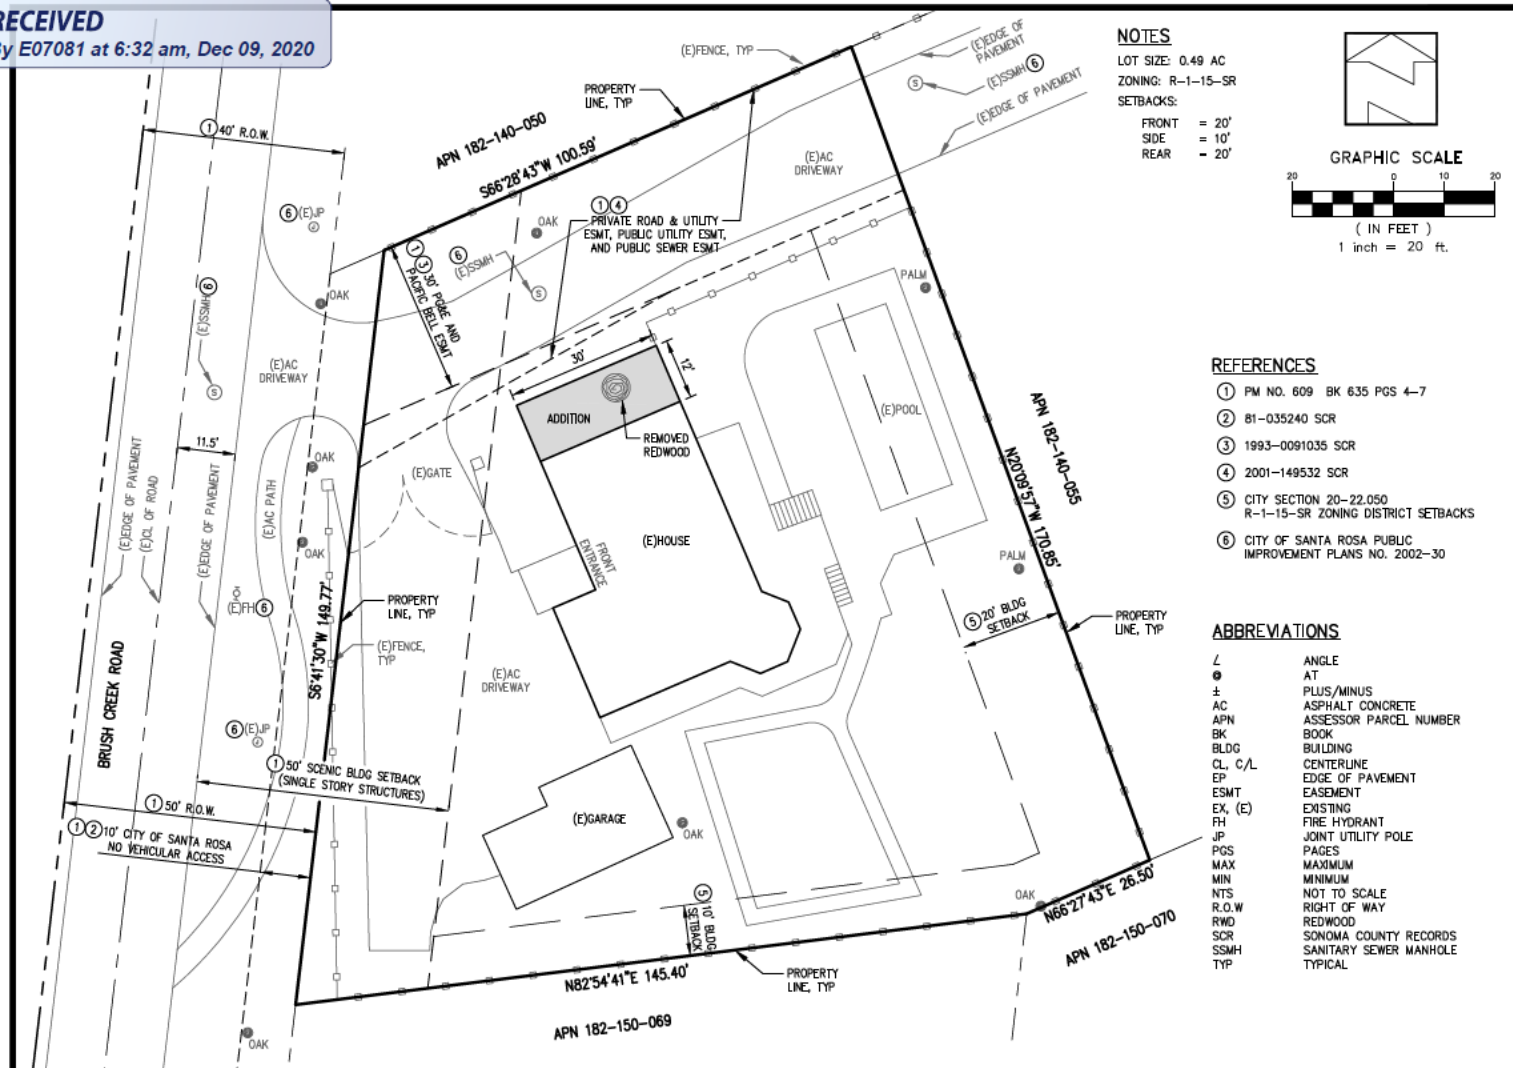 RECEIVED
By E07081 at 6:32 am, Dec 09, 2020
NOTES
LOT SIZE: 0.49 AC
ZONING: R-1-15-SR
SETBACKS:
FRONT = 20'
SIDE = 10'
REAR = 20'
GRAPHIC SCALE
20 0 10 20
( IN FEET )
1 inch = 20 ft.
REFERENCES
1 PM NO. 609 BK 635 PGS 4-7
2 81-035240 SCR
3 1993-0091035 SCR
4 2001-149532 SCR
5 CITY SECTION 20-22.050
R-1-15-SR ZONING DISTRICT SETBACKS
6 CITY OF SANTA ROSA PUBLIC
IMPROVEMENT PLANS NO. 2002-30
ABBREVIATIONS
∠ ANGLE
@ AT
± PLUS/MINUS
AC ASPHALT CONCRETE
APN ASSESSOR PARCEL NUMBER
BK BOOK
BLDG BUILDING
CL, C/L CENTERLINE
EP EDGE OF PAVEMENT
ESMT EASEMENT
EX, (E) EXISTING
FH FIRE HYDRANT
JP JOINT UTILITY POLE
PGS PAGES
MAX MAXIMUM
MIN MINIMUM
NTS NOT TO SCALE
R.O.W RIGHT OF WAY
RWD REDWOOD
SCR SONOMA COUNTY RECORDS
SSMH SANITARY SEWER MANHOLE
TYP TYPICAL
(E)FENCE, TYP
(E)EDGE OF
PAVEMENT
(E)SSMH 6
S
(E)EDGE OF PAVEMENT
PROPERTY
LINE, TYP
APN 182-140-050
S66°28'43"W 100.59'
1 40' R.O.W.
(E)AC
DRIVEWAY
6 (E)JP
J
OAK
1 4
PRIVATE ROAD & UTILITY
ESMT, PUBLIC UTILITY ESMT,
AND PUBLIC SEWER ESMT
6
(E)SSMH
S
1 3 30' PG&E AND
PACIFIC BELL ESMT
OAK
PALM
(E)SSMH 6
S
(E)AC
DRIVEWAY
30'
12'
ADDITION
REMOVED
REDWOOD
(E)POOL
APN 182-140-055
N20°09'57"W 170.85'
11.5'
(E)EDGE OF PAVEMENT
(E)CL OF ROAD
(E)EDGE OF PAVEMENT
(E)AC PATH
OAK
(E)GATE
OAK
(E)HOUSE
FRONT
ENTRANCE
PALM
(E)FH 6
PROPERTY
LINE, TYP
S6°41'30"W 149.77'
(E)FENCE,
TYP
5 20' BLDG
SETBACK
PROPERTY
LINE, TYP
BRUSH CREEK ROAD
(E)AC
DRIVEWAY
6 (E)JP
J
1 50' SCENIC BLDG SETBACK
(SINGLE STORY STRUCTURES)
1 50' R.O.W.
1 2 10' CITY OF SANTA ROSA
NO VEHICULAR ACCESS
(E)GARAGE
OAK
5 10' BLDG
SETBACK
OAK
N66°27'43"E 26.50'
APN 182-150-070
N82°54'41"E 145.40'
PROPERTY
LINE, TYP
APN 182-150-069
OAK